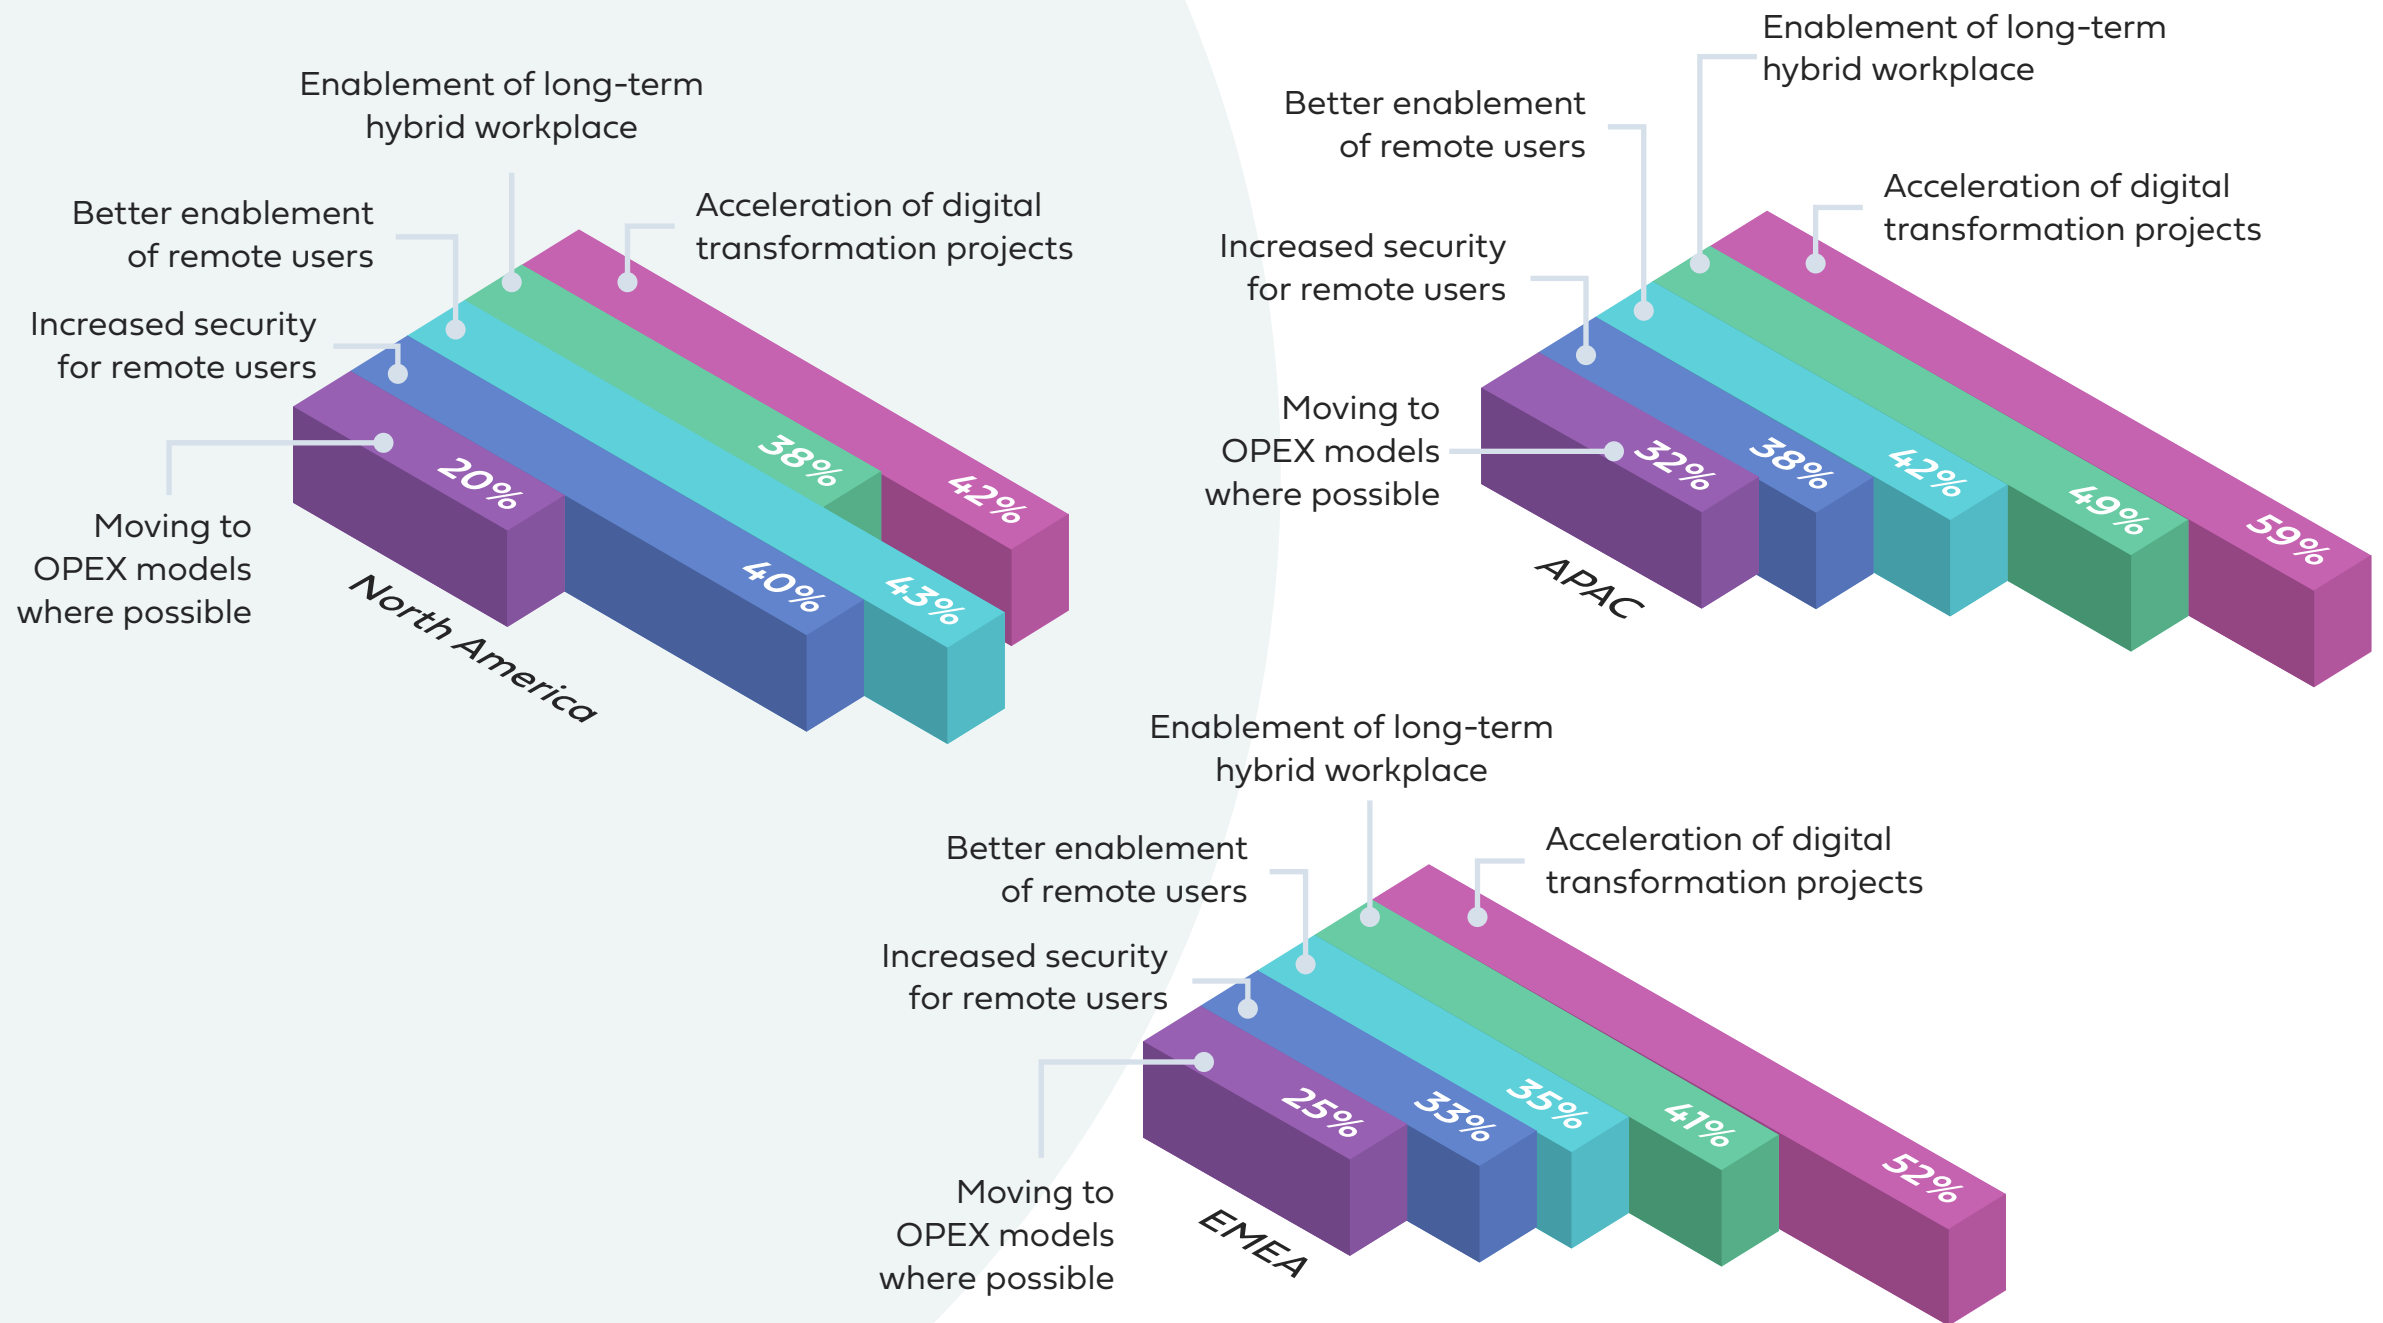 Enablement of long-term
hybrid workplace
Better enablement
of remote users
Acceleration of digital
transformation projects
Increased security
for remote users
Moving to
OPEX models
where possible
20%
40%
43%
38%
42%
North America
Enablement of long-term
hybrid workplace
Better enablement
of remote users
Acceleration of digital
transformation projects
Increased security
for remote users
Moving to
OPEX models
where possible
32%
38%
42%
49%
59%
APAC
Enablement of long-term
hybrid workplace
Better enablement
of remote users
Acceleration of digital
transformation projects
Increased security
for remote users
Moving to
OPEX models
where possible
25%
33%
35%
41%
52%
EMEA